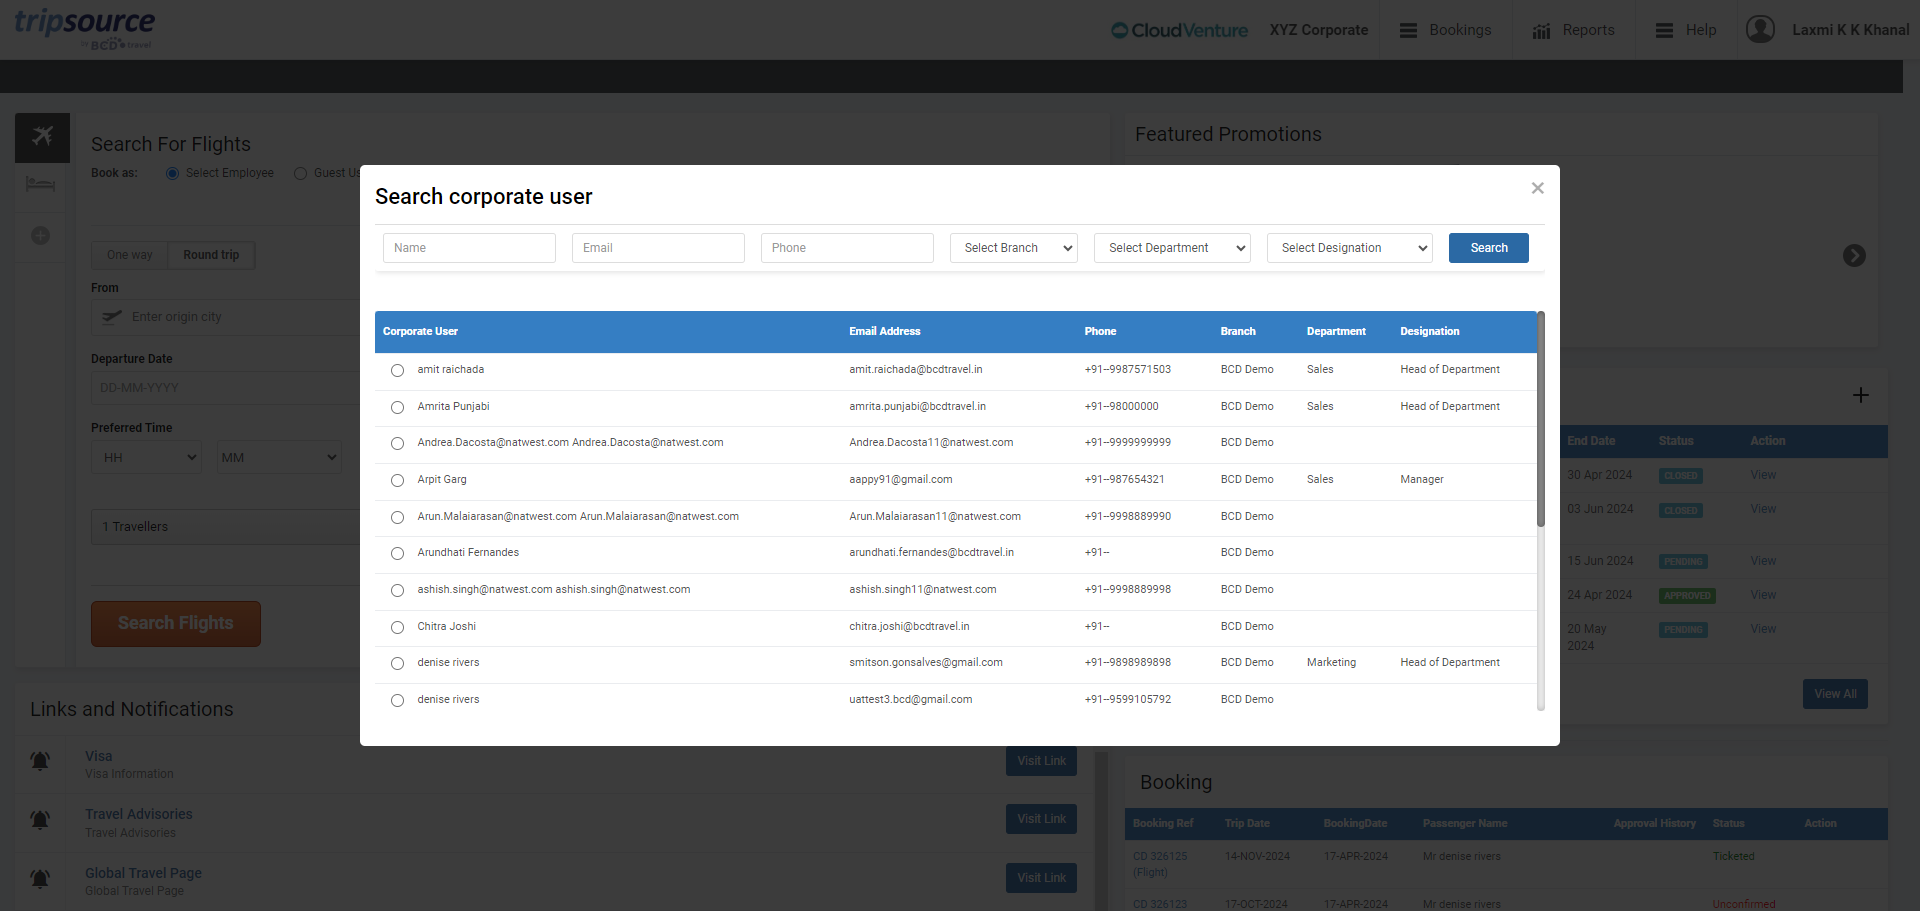 tripsource
by BCD travel
CloudVenture
XYZ Corporate
Bookings
Reports
Help
Laxmi K K Khanal
Search For Flights
Book as:
Select Employee
Guest Us
One way
Round trip
From
Enter origin city
Departure Date
DD-MM-YYYY
Preferred Time
HH
MM
1 Travellers
Search Flights
Featured Promotions
Search corporate user
×
Name
Email
Phone
Select Branch
Select Department
Select Designation
Search
Corporate User Email Address Phone Branch Department Designation
amit raichada amit.raichada@bcdtravel.in +91--9987571503 BCD Demo Sales Head of Department
Amrita Punjabi amrita.punjabi@bcdtravel.in +91--98000000 BCD Demo Sales Head of Department
Andrea.Dacosta@natwest.com Andrea.Dacosta@natwest.com Andrea.Dacosta11@natwest.com +91--9999999999 BCD Demo
Arpit Garg aappy91@gmail.com +91--987654321 BCD Demo Sales Manager
Arun.Malaiarasan@natwest.com Arun.Malaiarasan@natwest.com Arun.Malaiarasan11@natwest.com +91--9998889990 BCD Demo
Arundhati Fernandes arundhati.fernandes@bcdtravel.in +91-- BCD Demo
ashish.singh@natwest.com ashish.singh@natwest.com ashish.singh11@natwest.com +91--9998889998 BCD Demo
Chitra Joshi chitra.joshi@bcdtravel.in +91-- BCD Demo
denise rivers smitson.gonsalves@gmail.com +91--9898989898 BCD Demo Marketing Head of Department
denise rivers uattest3.bcd@gmail.com +91--9599105792 BCD Demo
End Date Status Action
30 Apr 2024 CLOSED View
03 Jun 2024 CLOSED View
15 Jun 2024 PENDING View
24 Apr 2024 APPROVED View
20 May
2024 PENDING View
View All
Links and Notifications
Visa
Visa Information
Visit Link
Travel Advisories
Travel Advisories
Visit Link
Global Travel Page
Global Travel Page
Visit Link
Booking
Booking Ref Trip Date BookingDate Passenger Name Approval History Status Action
CD 326125
(Flight) 14-NOV-2024 17-APR-2024 Mr denise rivers Ticketed
CD 326123 17-OCT-2024 17-APR-2024 Mr denise rivers Unconfirmed